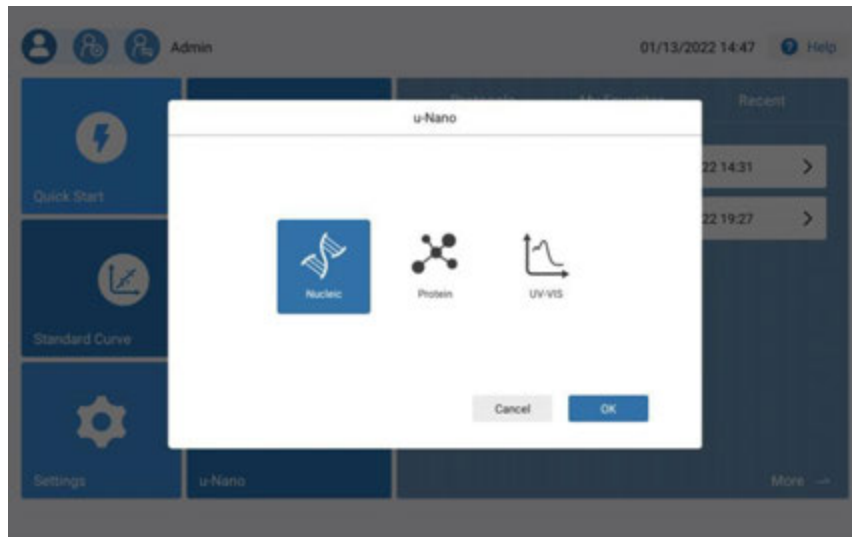 Admin
01/13/2022 14:47
Help
u-Nano
Recent
Quick Start
22 14:31
22 19:27
Nucleic
Protein
UV-VIS
Standard Curve
Cancel
OK
Settings
u-Nano
More